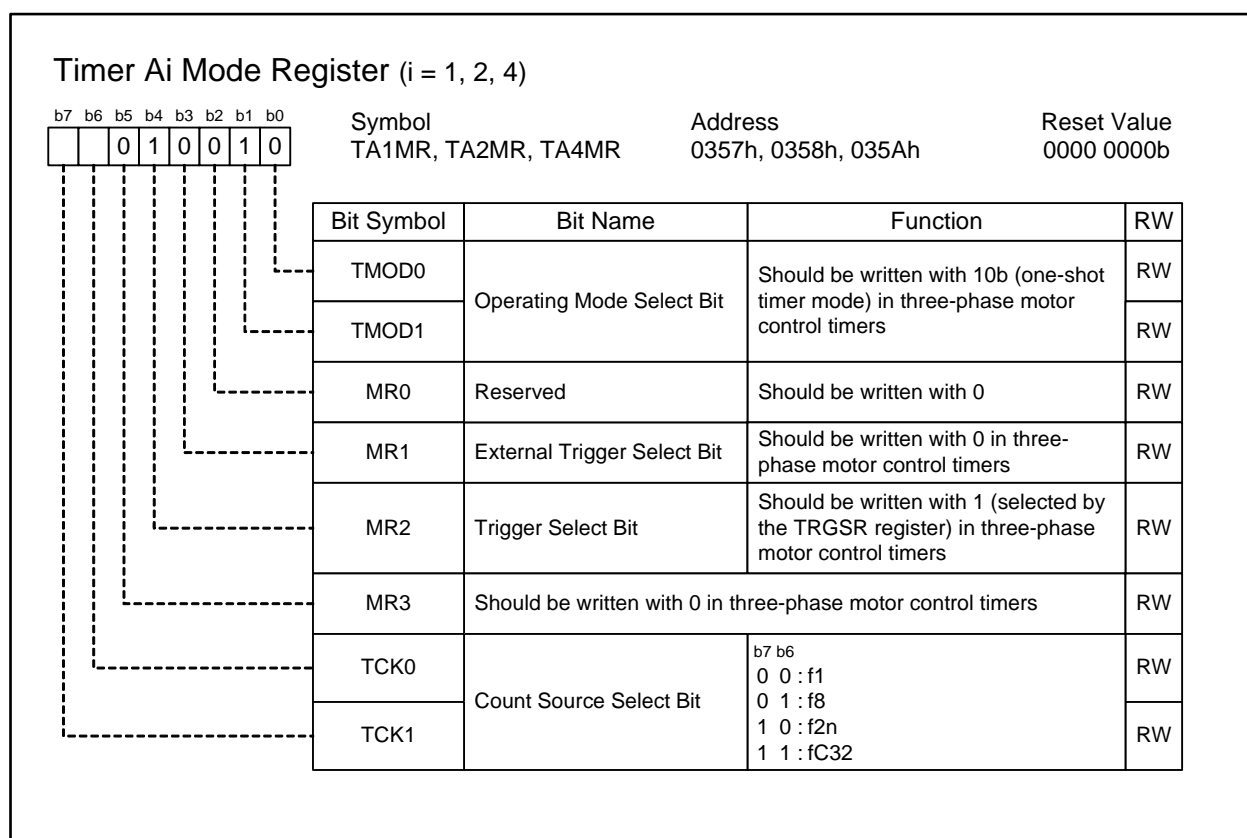 Timer Ai Mode Register (i = 1, 2, 4)
b7 b6 b5 b4 b3 b2 b1 b0
0 1 0 0 1 0
Symbol Address Reset Value
TA1MR, TA2MR, TA4MR 0357h, 0358h, 035Ah 0000 0000b
Bit Symbol Bit Name Function RW
TMOD0
TMOD1
Operating Mode Select Bit
Should be written with 10b (one-shot
timer mode) in three-phase motor
control timers
RW
RW
MR0 Reserved Should be written with 0 RW
MR1 External Trigger Select Bit
Should be written with 0 in three-
phase motor control timers
RW
MR2 Trigger Select Bit
Should be written with 1 (selected by
the TRGSR register) in three-phase
motor control timers
RW
MR3 Should be written with 0 in three-phase motor control timers RW
TCK0
TCK1
Count Source Select Bit
b7 b6
0 0 : f1
0 1 : f8
1 0 : f2n
1 1 : fC32
RW
RW